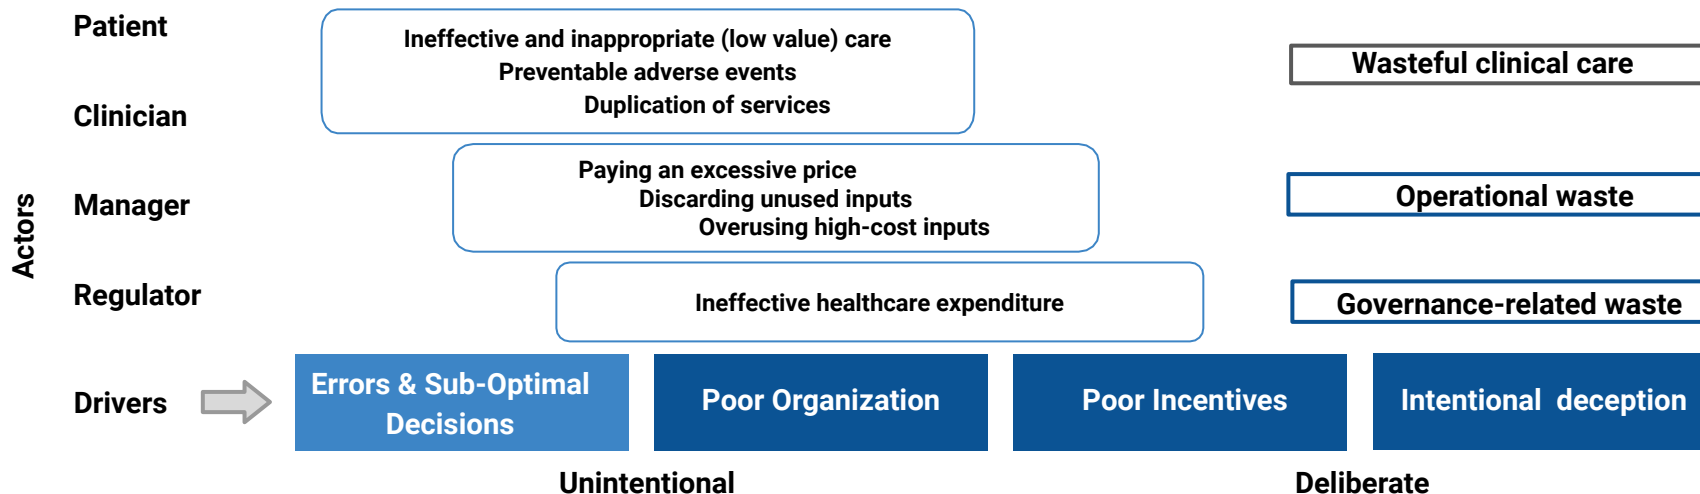 Patient
Ineffective and inappropriate (low value) care
Preventable adverse events
Duplication of services
Wasteful clinical care
Clinician
Paying an excessive price
Discarding unused inputs
Overusing high-cost inputs
Manager
Operational waste
Actors
Regulator
Ineffective healthcare expenditure
Governance-related waste
Drivers
Errors & Sub-Optimal
Decisions
Poor Organization
Poor Incentives
Intentional deception
Unintentional
Deliberate